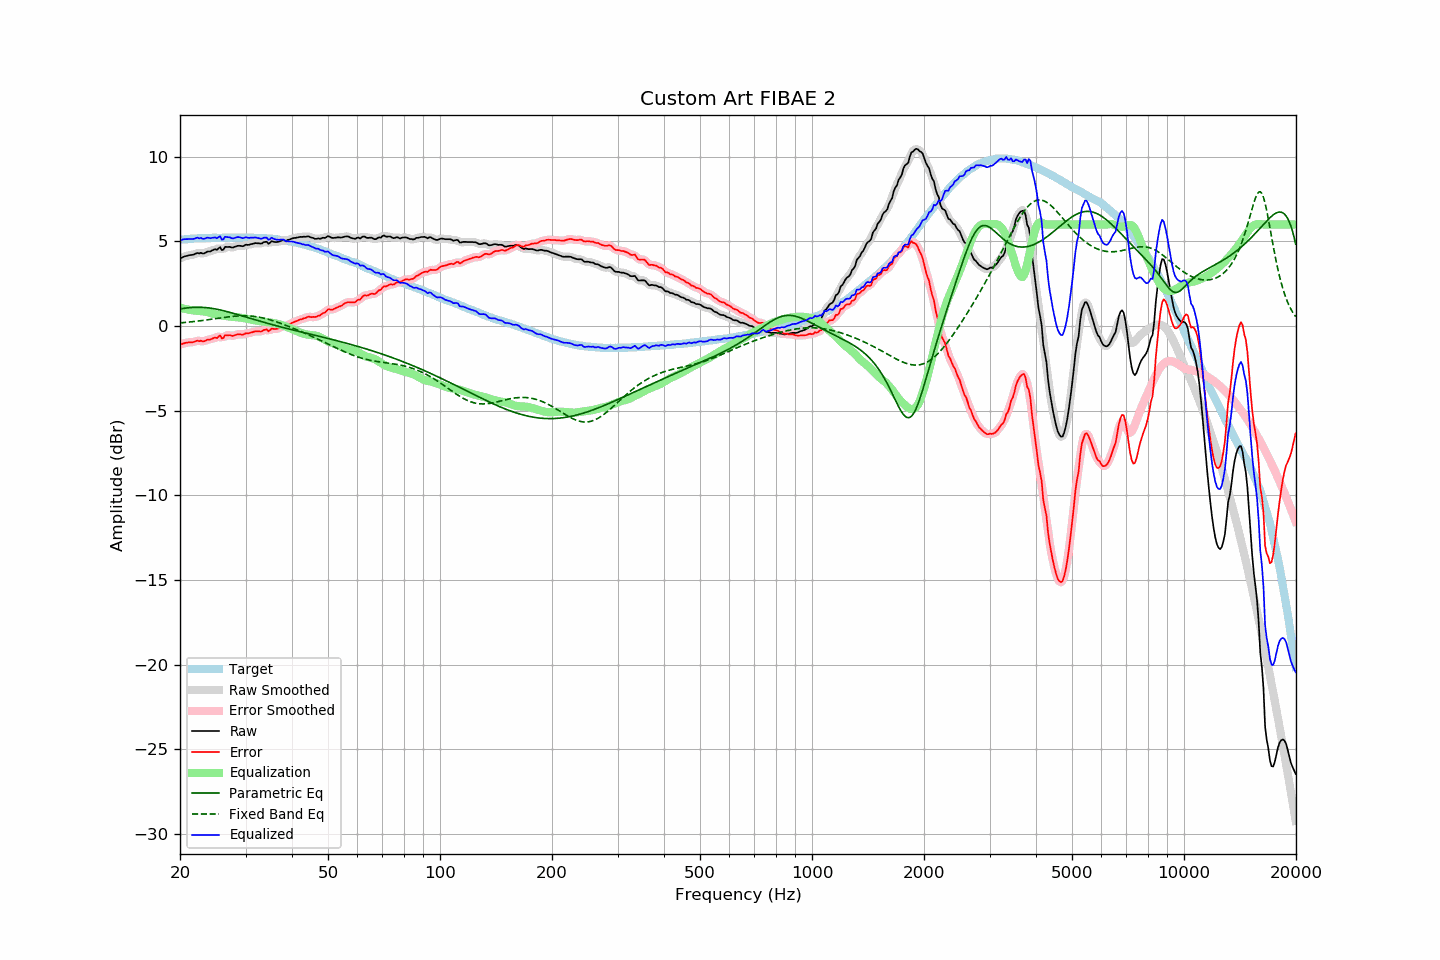 Custom Art FIBAE 2
10
5
0
−5
−10
−15
−20
−25
−30
Amplitude (dBr)
Target
Raw Smoothed
Error Smoothed
Raw
Error
Equalization
Parametric Eq
Fixed Band Eq
Equalized
20 50 100 200 500 1000 2000 5000 10000 20000
Frequency (Hz)